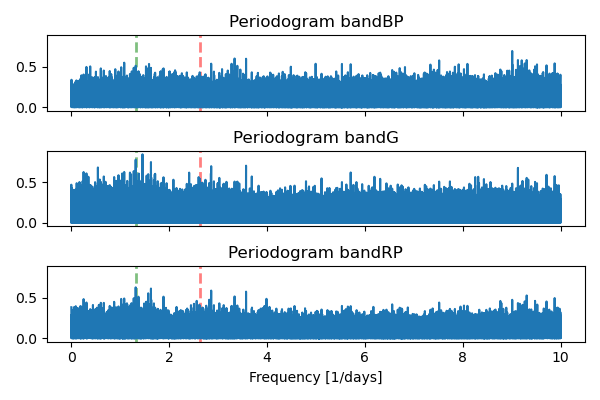 Periodogram bandBP
0.5
0.0
Periodogram bandG
0.5
0.0
Periodogram bandRP
0.5
0.0
0 2 4 6 8 10
Frequency [1/days]